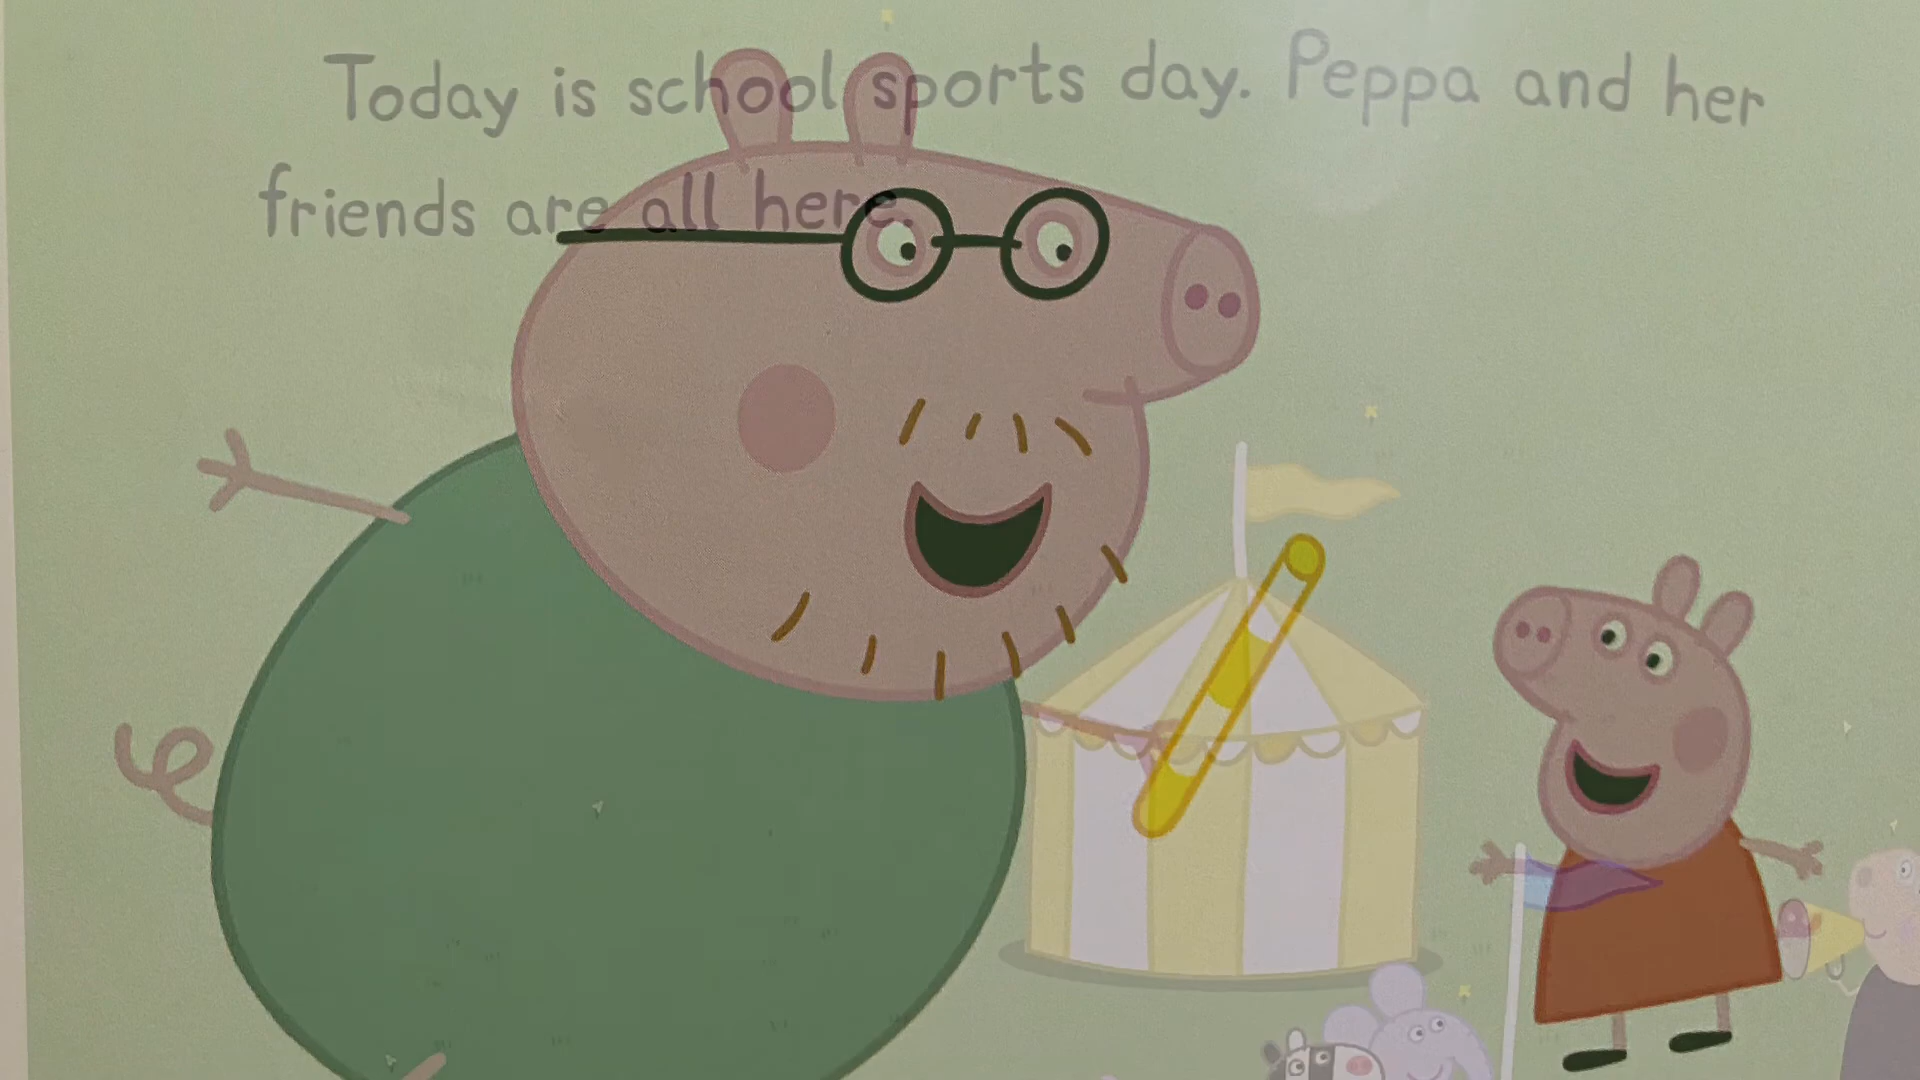 Today is school sports day. Peppa and her
friends are all here.